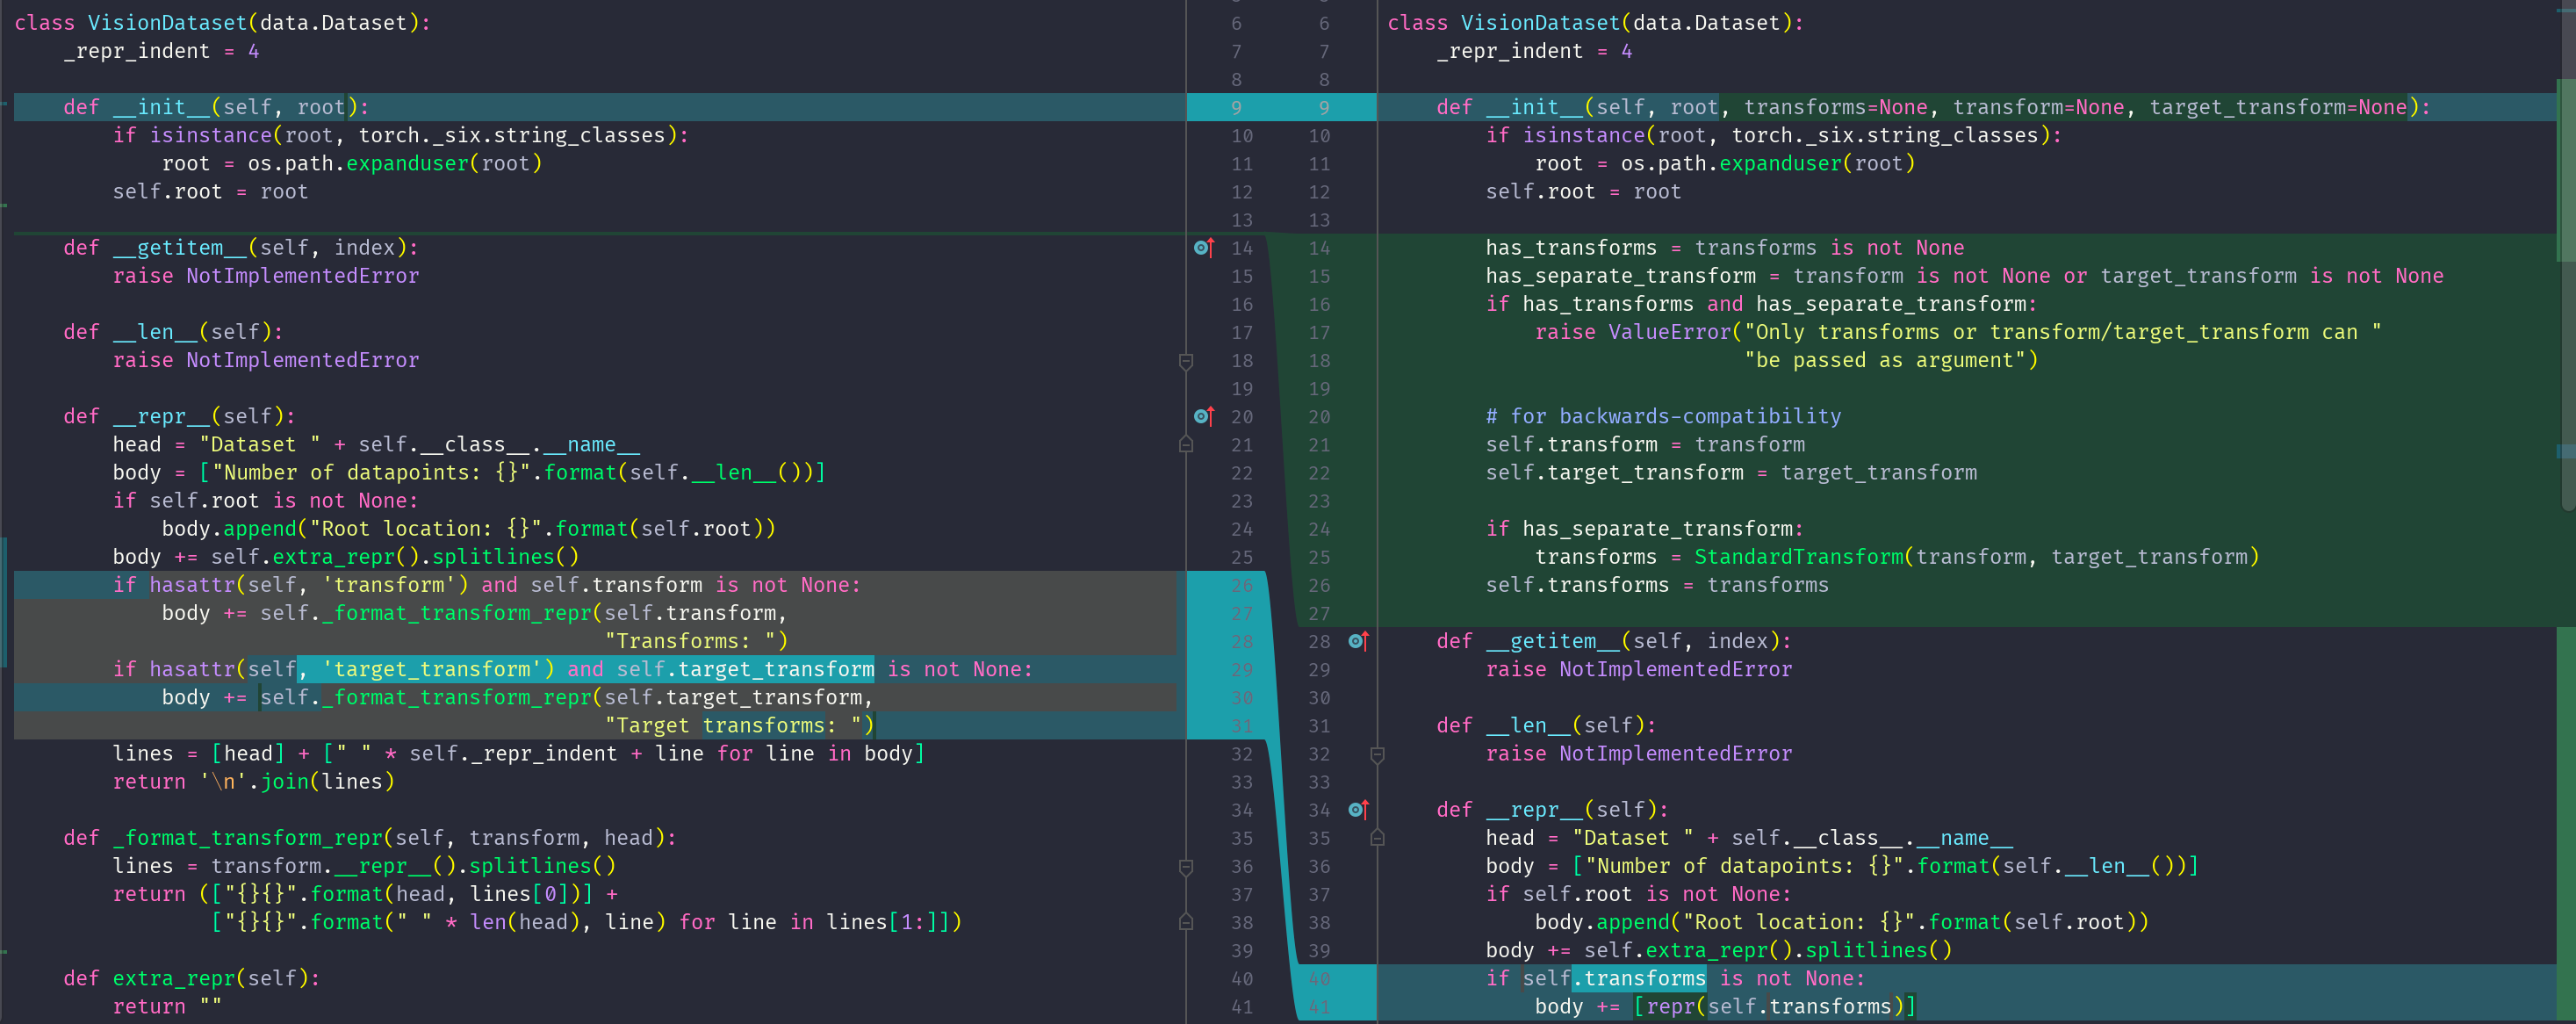 class VisionDataset(data.Dataset):
    _repr_indent = 4

    def __init__(self, root):
        if isinstance(root, torch._six.string_classes):
            root = os.path.expanduser(root)
        self.root = root

    def __getitem__(self, index):
        raise NotImplementedError

    def __len__(self):
        raise NotImplementedError

    def __repr__(self):
        head = "Dataset " + self.__class__.__name__
        body = ["Number of datapoints: {}".format(self.__len__())]
        if self.root is not None:
            body.append("Root location: {}".format(self.root))
        body += self.extra_repr().splitlines()
        if hasattr(self, 'transform') and self.transform is not None:
            body += self._format_transform_repr(self.transform,
                                                "Transforms: ")
        if hasattr(self, 'target_transform') and self.target_transform is not None:
            body += self._format_transform_repr(self.target_transform,
                                                "Target transforms: ")
        lines = [head] + [" " * self._repr_indent + line for line in body]
        return '\n'.join(lines)

    def _format_transform_repr(self, transform, head):
        lines = transform.__repr__().splitlines()
        return (["{}{}".format(head, lines[0])] +
                ["{}{}".format(" " * len(head), line) for line in lines[1:]])

    def extra_repr(self):
        return ""
6 6
7 7
8 8
9 9
10 10
11 11
12 12
13 13
14 14
15 15
16 16
17 17
18 18
19 19
20 20
21 21
22 22
23 23
24 24
25 25
26 26
27 27
28 28
29 29
30 30
31 31
32 32
33 33
34 34
35 35
36 36
37 37
38 38
39 39
40 40
41 41
class VisionDataset(data.Dataset):
    _repr_indent = 4

    def __init__(self, root, transforms=None, transform=None, target_transform=None):
        if isinstance(root, torch._six.string_classes):
            root = os.path.expanduser(root)
        self.root = root

        has_transforms = transforms is not None
        has_separate_transform = transform is not None or target_transform is not None
        if has_transforms and has_separate_transform:
            raise ValueError("Only transforms or transform/target_transform can "
                             "be passed as argument")

        # for backwards-compatibility
        self.transform = transform
        self.target_transform = target_transform

        if has_separate_transform:
            transforms = StandardTransform(transform, target_transform)
        self.transforms = transforms

    def __getitem__(self, index):
        raise NotImplementedError

    def __len__(self):
        raise NotImplementedError

    def __repr__(self):
        head = "Dataset " + self.__class__.__name__
        body = ["Number of datapoints: {}".format(self.__len__())]
        if self.root is not None:
            body.append("Root location: {}".format(self.root))
        body += self.extra_repr().splitlines()
        if self.transforms is not None:
            body += [repr(self.transforms)]